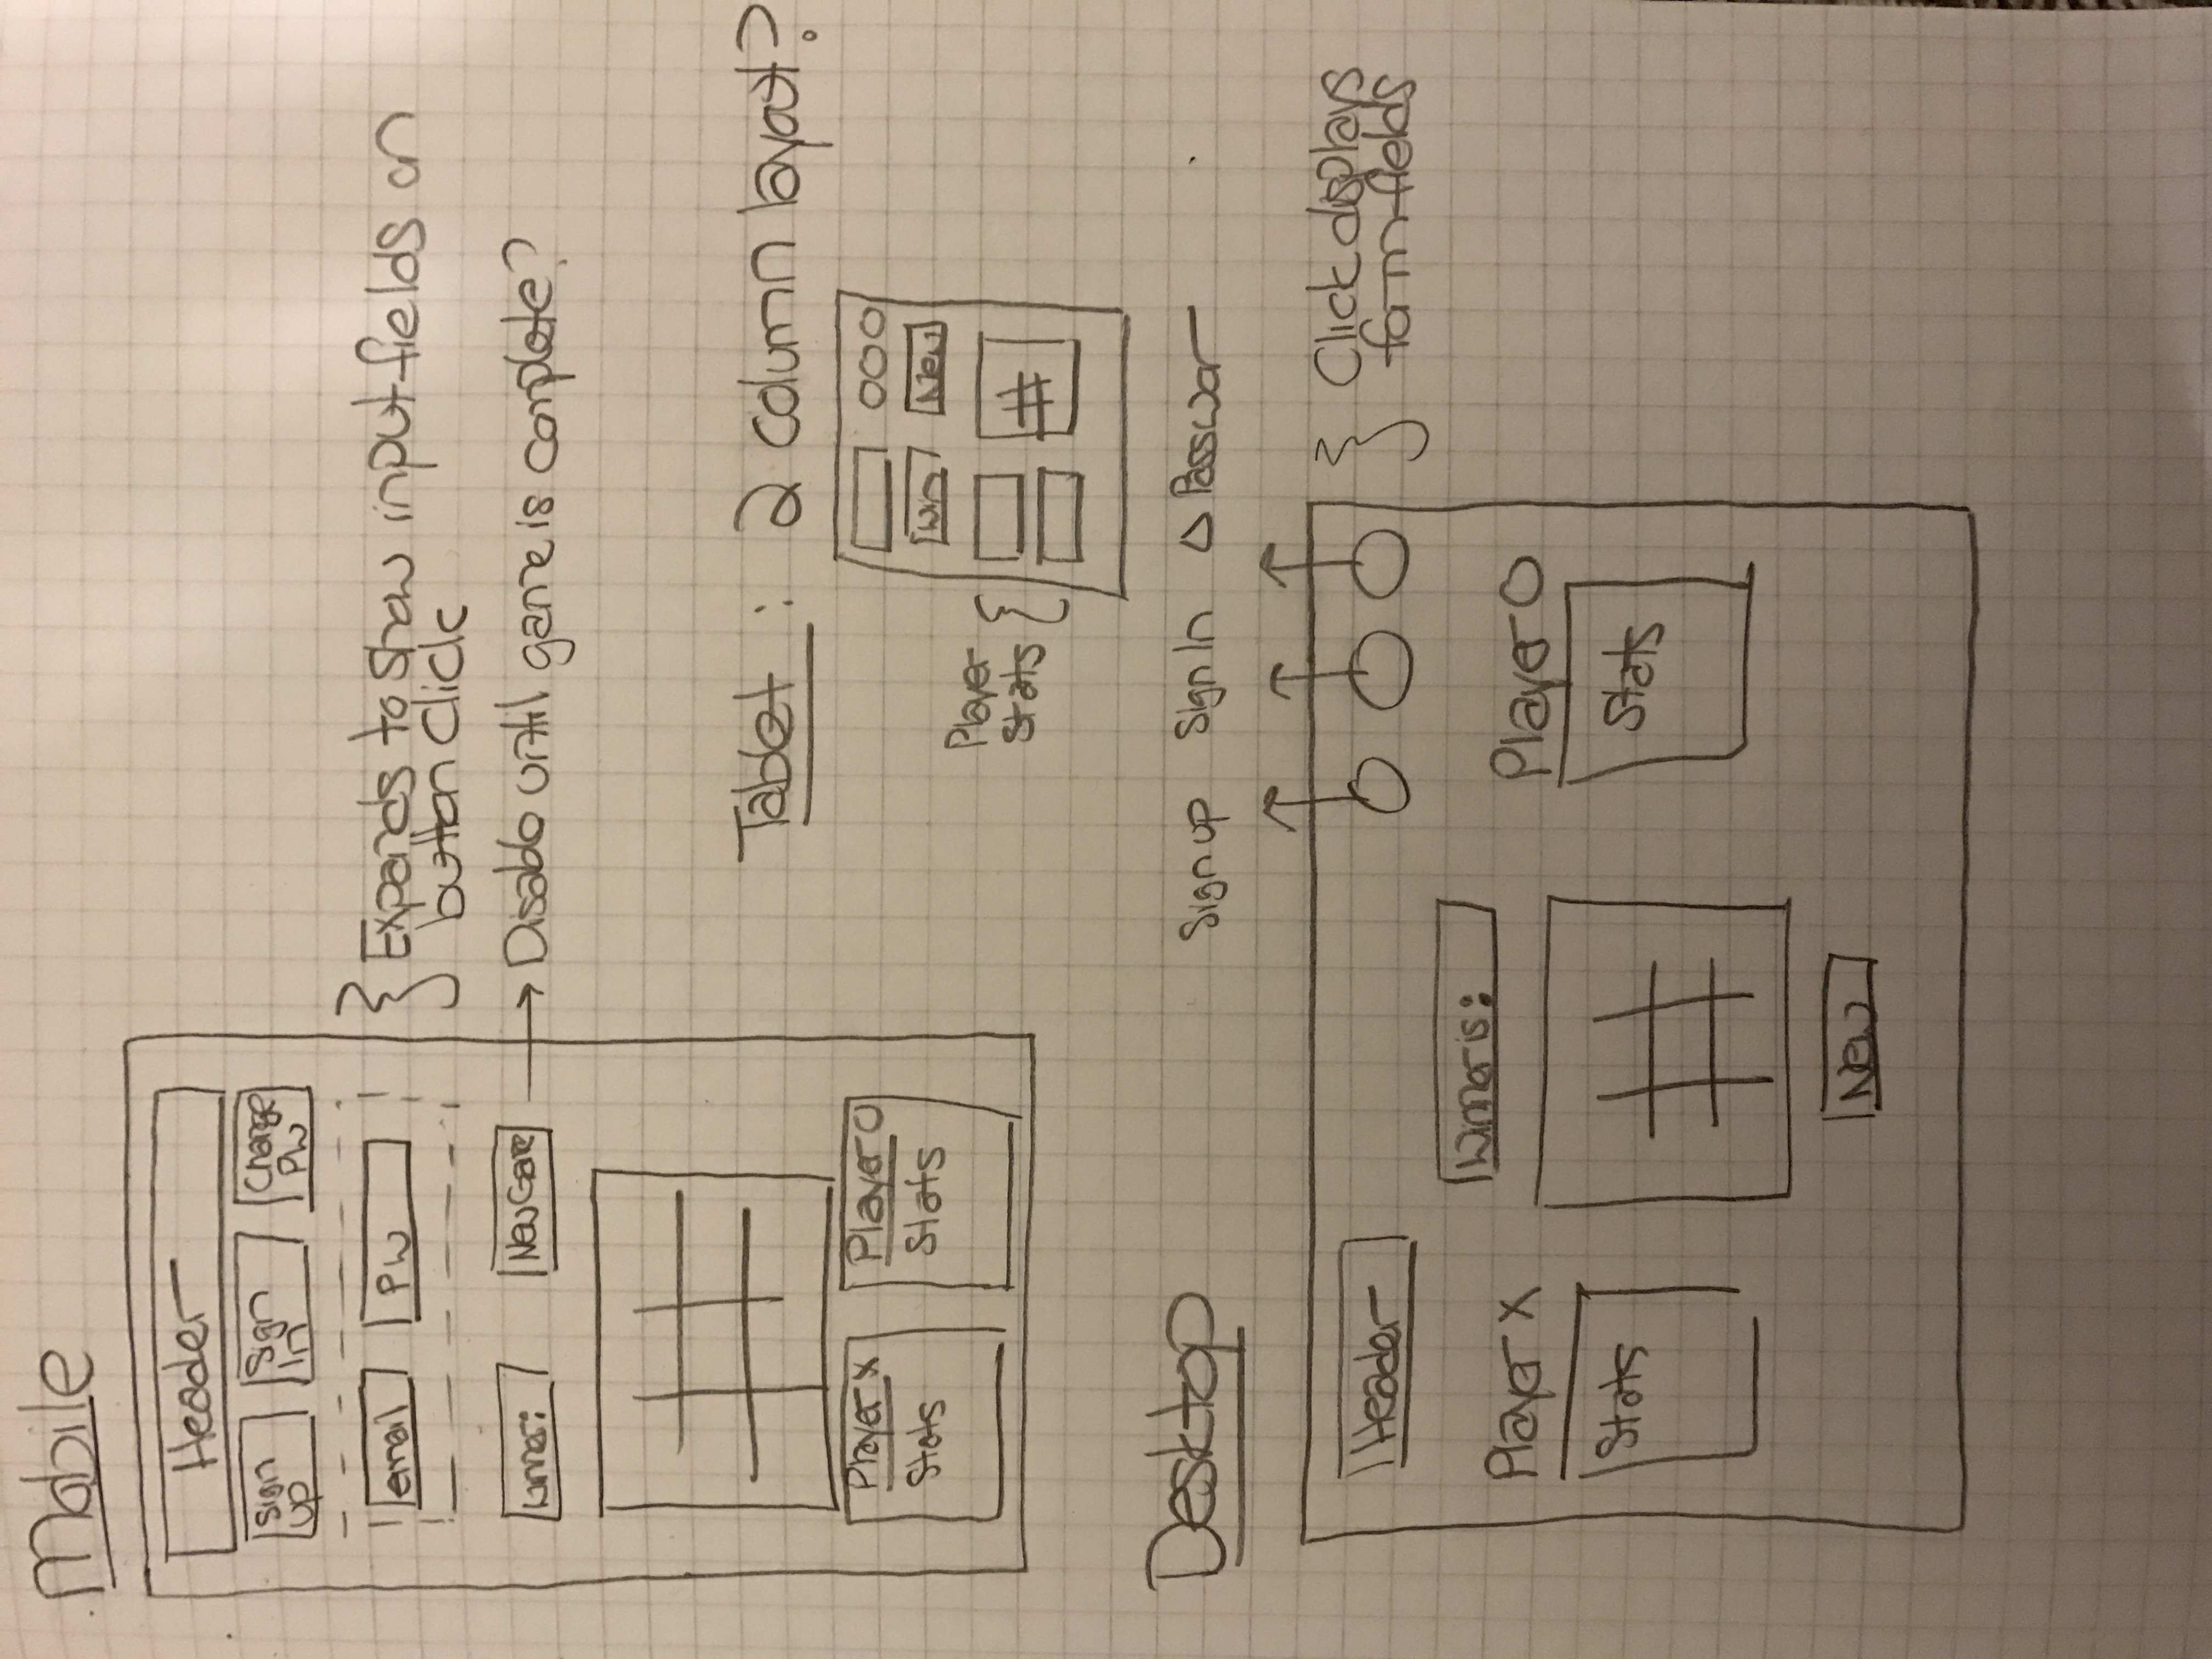 Mobile
Header
Sign up
Sign In
Change PW
email
PW
Expands to show input fields on
button click
Winner:
New Game
Disable until game is complete?
Player X
Stats
Player O
Stats
Tablet : 2 column layout?
Win
New
Player
Stats
Desktop
Sign up
Sign In
Δ Passwor
Header
Click displays
form fields
Winner is:
Player X
Stats
Player O
Stats
New